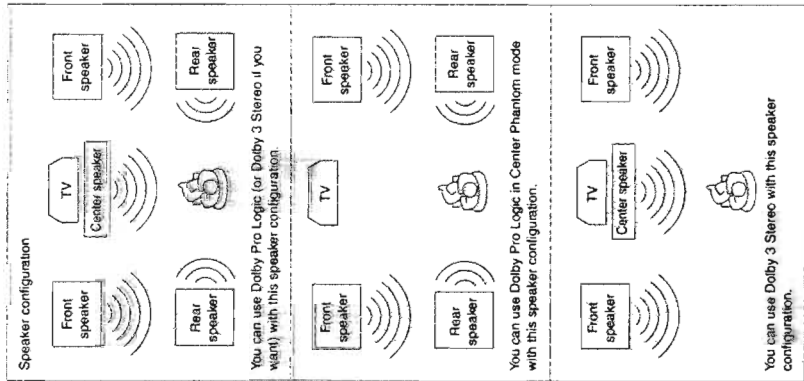 Speaker configuration
Front
speaker
TV
Center speaker
Front
speaker
Rear
speaker
Rear
speaker
You can use Dolby Pro Logic (or Dolby 3 Stereo if you
want) with this speaker configuration.
Front
speaker
TV
Front
speaker
Rear
speaker
Rear
speaker
You can use Dolby Pro Logic in Center Phantom mode
with this speaker configuration.
Front
speaker
TV
Center speaker
Front
speaker
You can use Dolby 3 Stereo with this speaker
configuration.